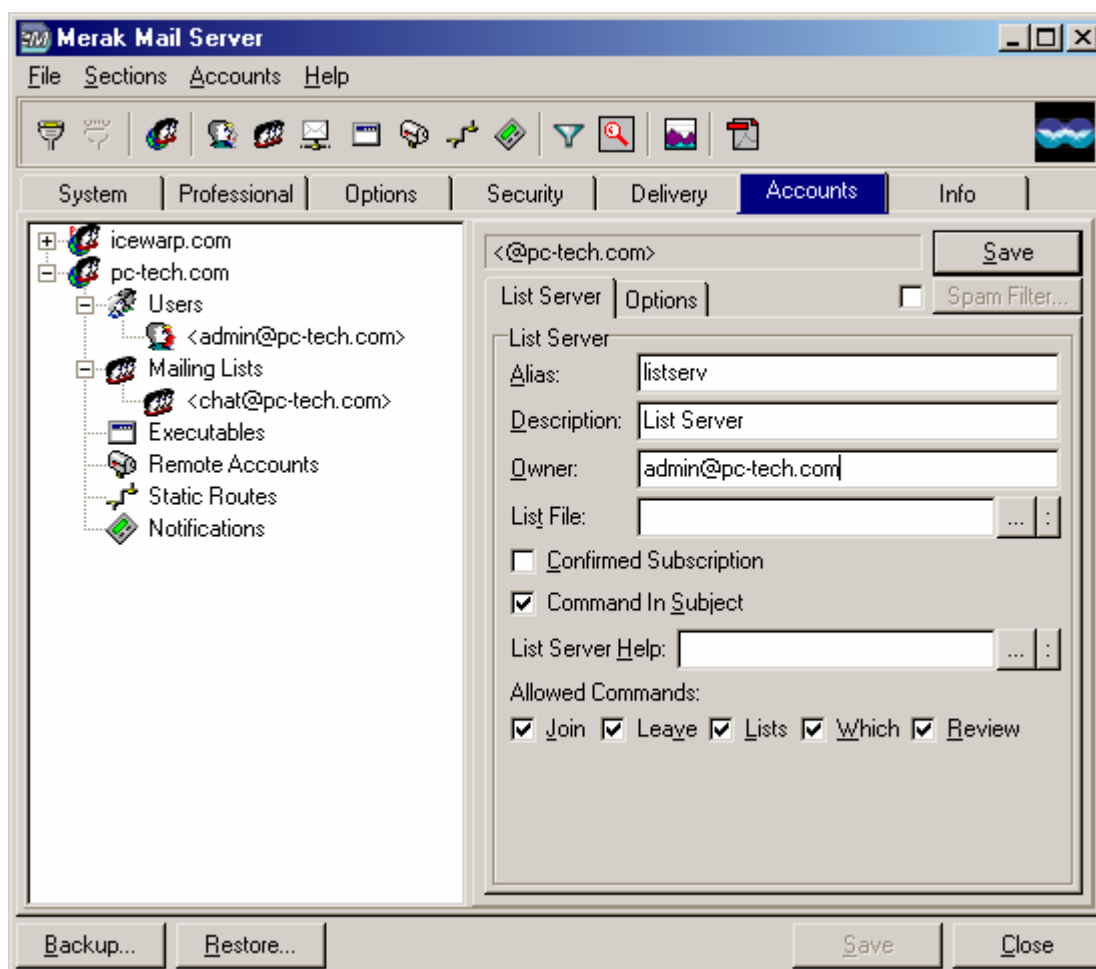 Merak Mail Server
File Sections Accounts Help
System Professional Options Security Delivery Accounts Info
icewarp.com
pc-tech.com
Users
<admin@pc-tech.com>
Mailing Lists
<chat@pc-tech.com>
Executables
Remote Accounts
Static Routes
Notifications
<@pc-tech.com> Save
List Server Options Spam Filter...
List Server
Alias: listserv
Description: List Server
Owner: admin@pc-tech.com
List File: ... :
Confirmed Subscription
Command In Subject
List Server Help: ... :
Allowed Commands:
Join Leave Lists Which Review
Backup... Restore... Save Close